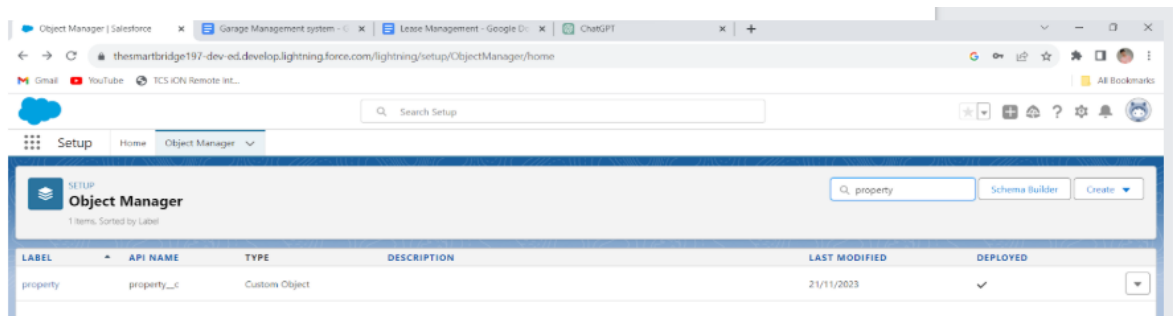 Object Manager | Salesforce × Garage Management system - G × Lease Management - Google Do × ChatGPT × +
thesmartbridge197-dev-ed.develop.lightning.force.com/lightning/setup/ObjectManager/home
Gmail YouTube TCS iON Remote Int... All Bookmarks
Search Setup
Setup Home Object Manager
SETUP
Object Manager
1 Items, Sorted by Label
property Schema Builder Create
LABEL API NAME TYPE DESCRIPTION LAST MODIFIED DEPLOYED
property property__c Custom Object 21/11/2023